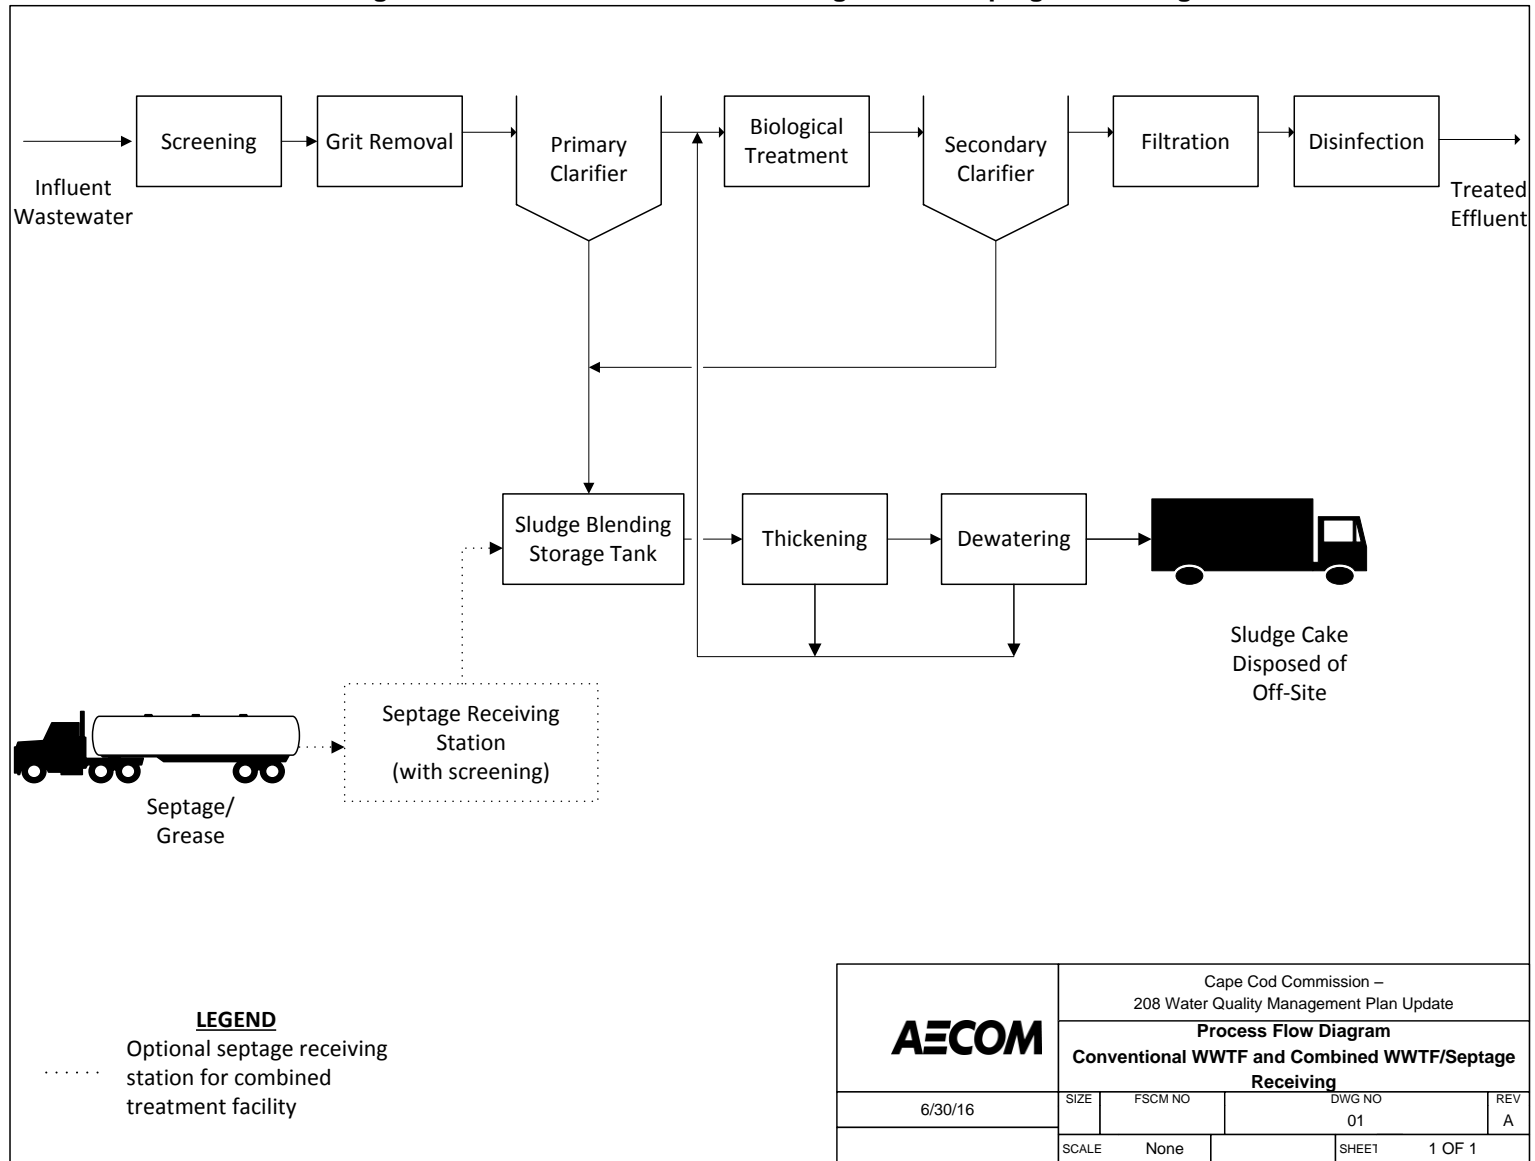 Screening
Grit Removal
Primary
Clarifier
Biological
Treatment
Secondary
Clarifier
Filtration
Disinfection
Influent
Wastewater
Treated
Effluent
Sludge Blending
Storage Tank
Thickening
Dewatering
Sludge Cake
Disposed of
Off-Site
Septage Receiving
Station
(with screening)
Septage/
Grease
LEGEND
Optional septage receiving
station for combined
treatment facility
AECOM
6/30/16
Cape Cod Commission –
208 Water Quality Management Plan Update
Process Flow Diagram
Conventional WWTF and Combined WWTF/Septage
Receiving
SIZE FSCM NO DWG NO REV
01 A
SCALE None SHEET 1 OF 1